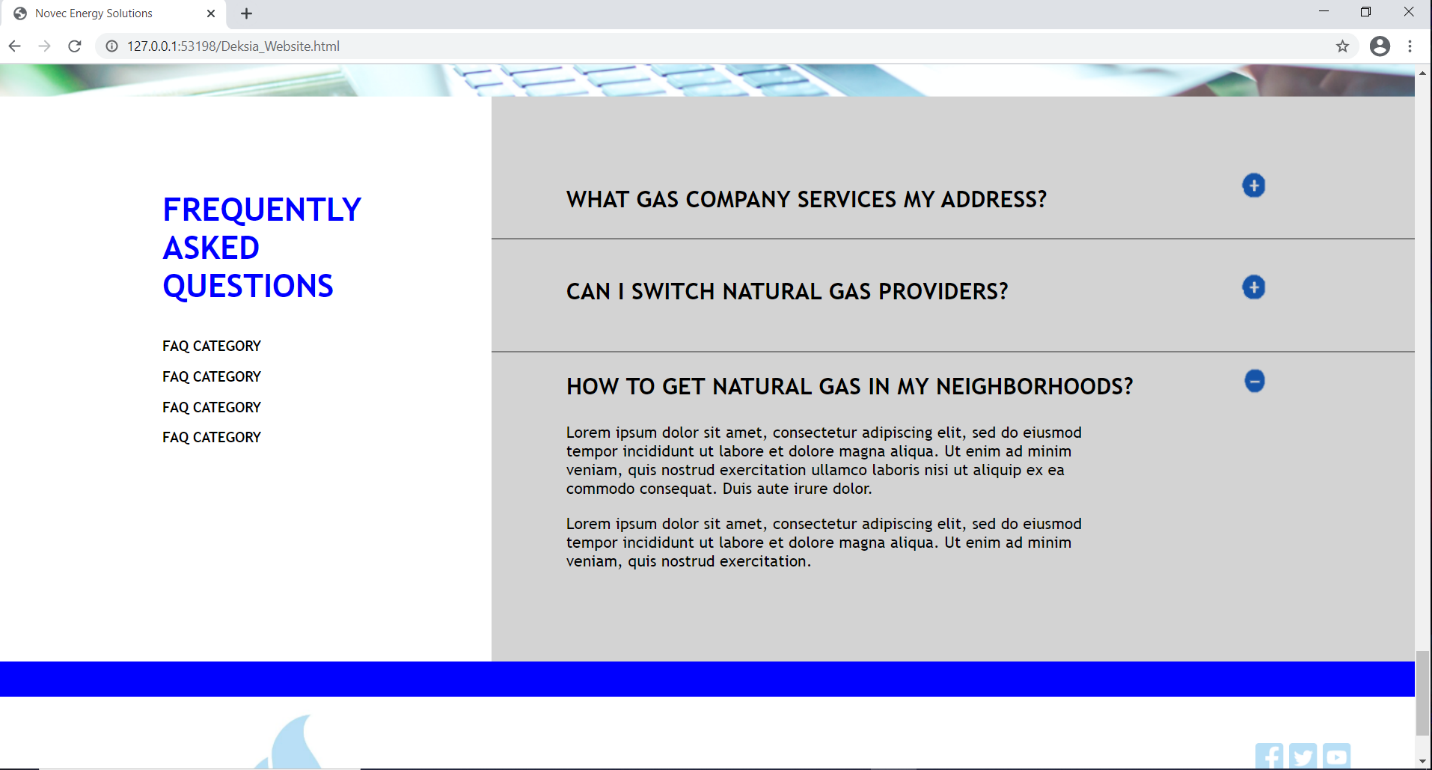 Novec Energy Solutions
127.0.0.1:53198/Deksia_Website.html
FREQUENTLY
ASKED
QUESTIONS
FAQ CATEGORY
FAQ CATEGORY
FAQ CATEGORY
FAQ CATEGORY
WHAT GAS COMPANY SERVICES MY ADDRESS?
CAN I SWITCH NATURAL GAS PROVIDERS?
HOW TO GET NATURAL GAS IN MY NEIGHBORHOODS?
Lorem ipsum dolor sit amet, consectetur adipiscing elit, sed do eiusmod
tempor incididunt ut labore et dolore magna aliqua. Ut enim ad minim
veniam, quis nostrud exercitation ullamco laboris nisi ut aliquip ex ea
commodo consequat. Duis aute irure dolor.
Lorem ipsum dolor sit amet, consectetur adipiscing elit, sed do eiusmod
tempor incididunt ut labore et dolore magna aliqua. Ut enim ad minim
veniam, quis nostrud exercitation.